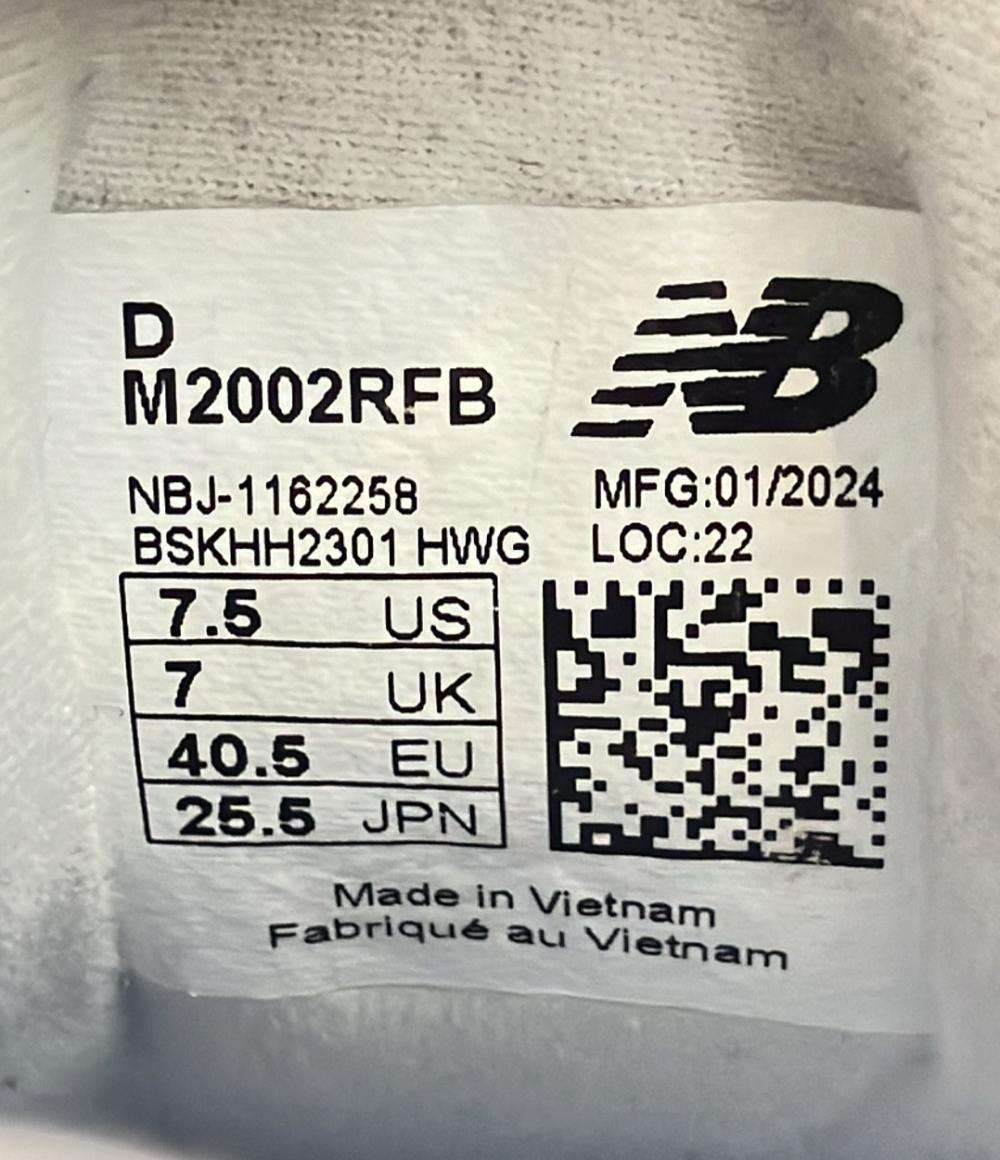 D
M2002RFB
NB
NBJ-1162258
MFG:01/2024
BSKHH2301 HWG
LOC:22
7.5 US
7 UK
40.5 EU
25.5 JPN
Made in Vietnam
Fabriqué au Vietnam